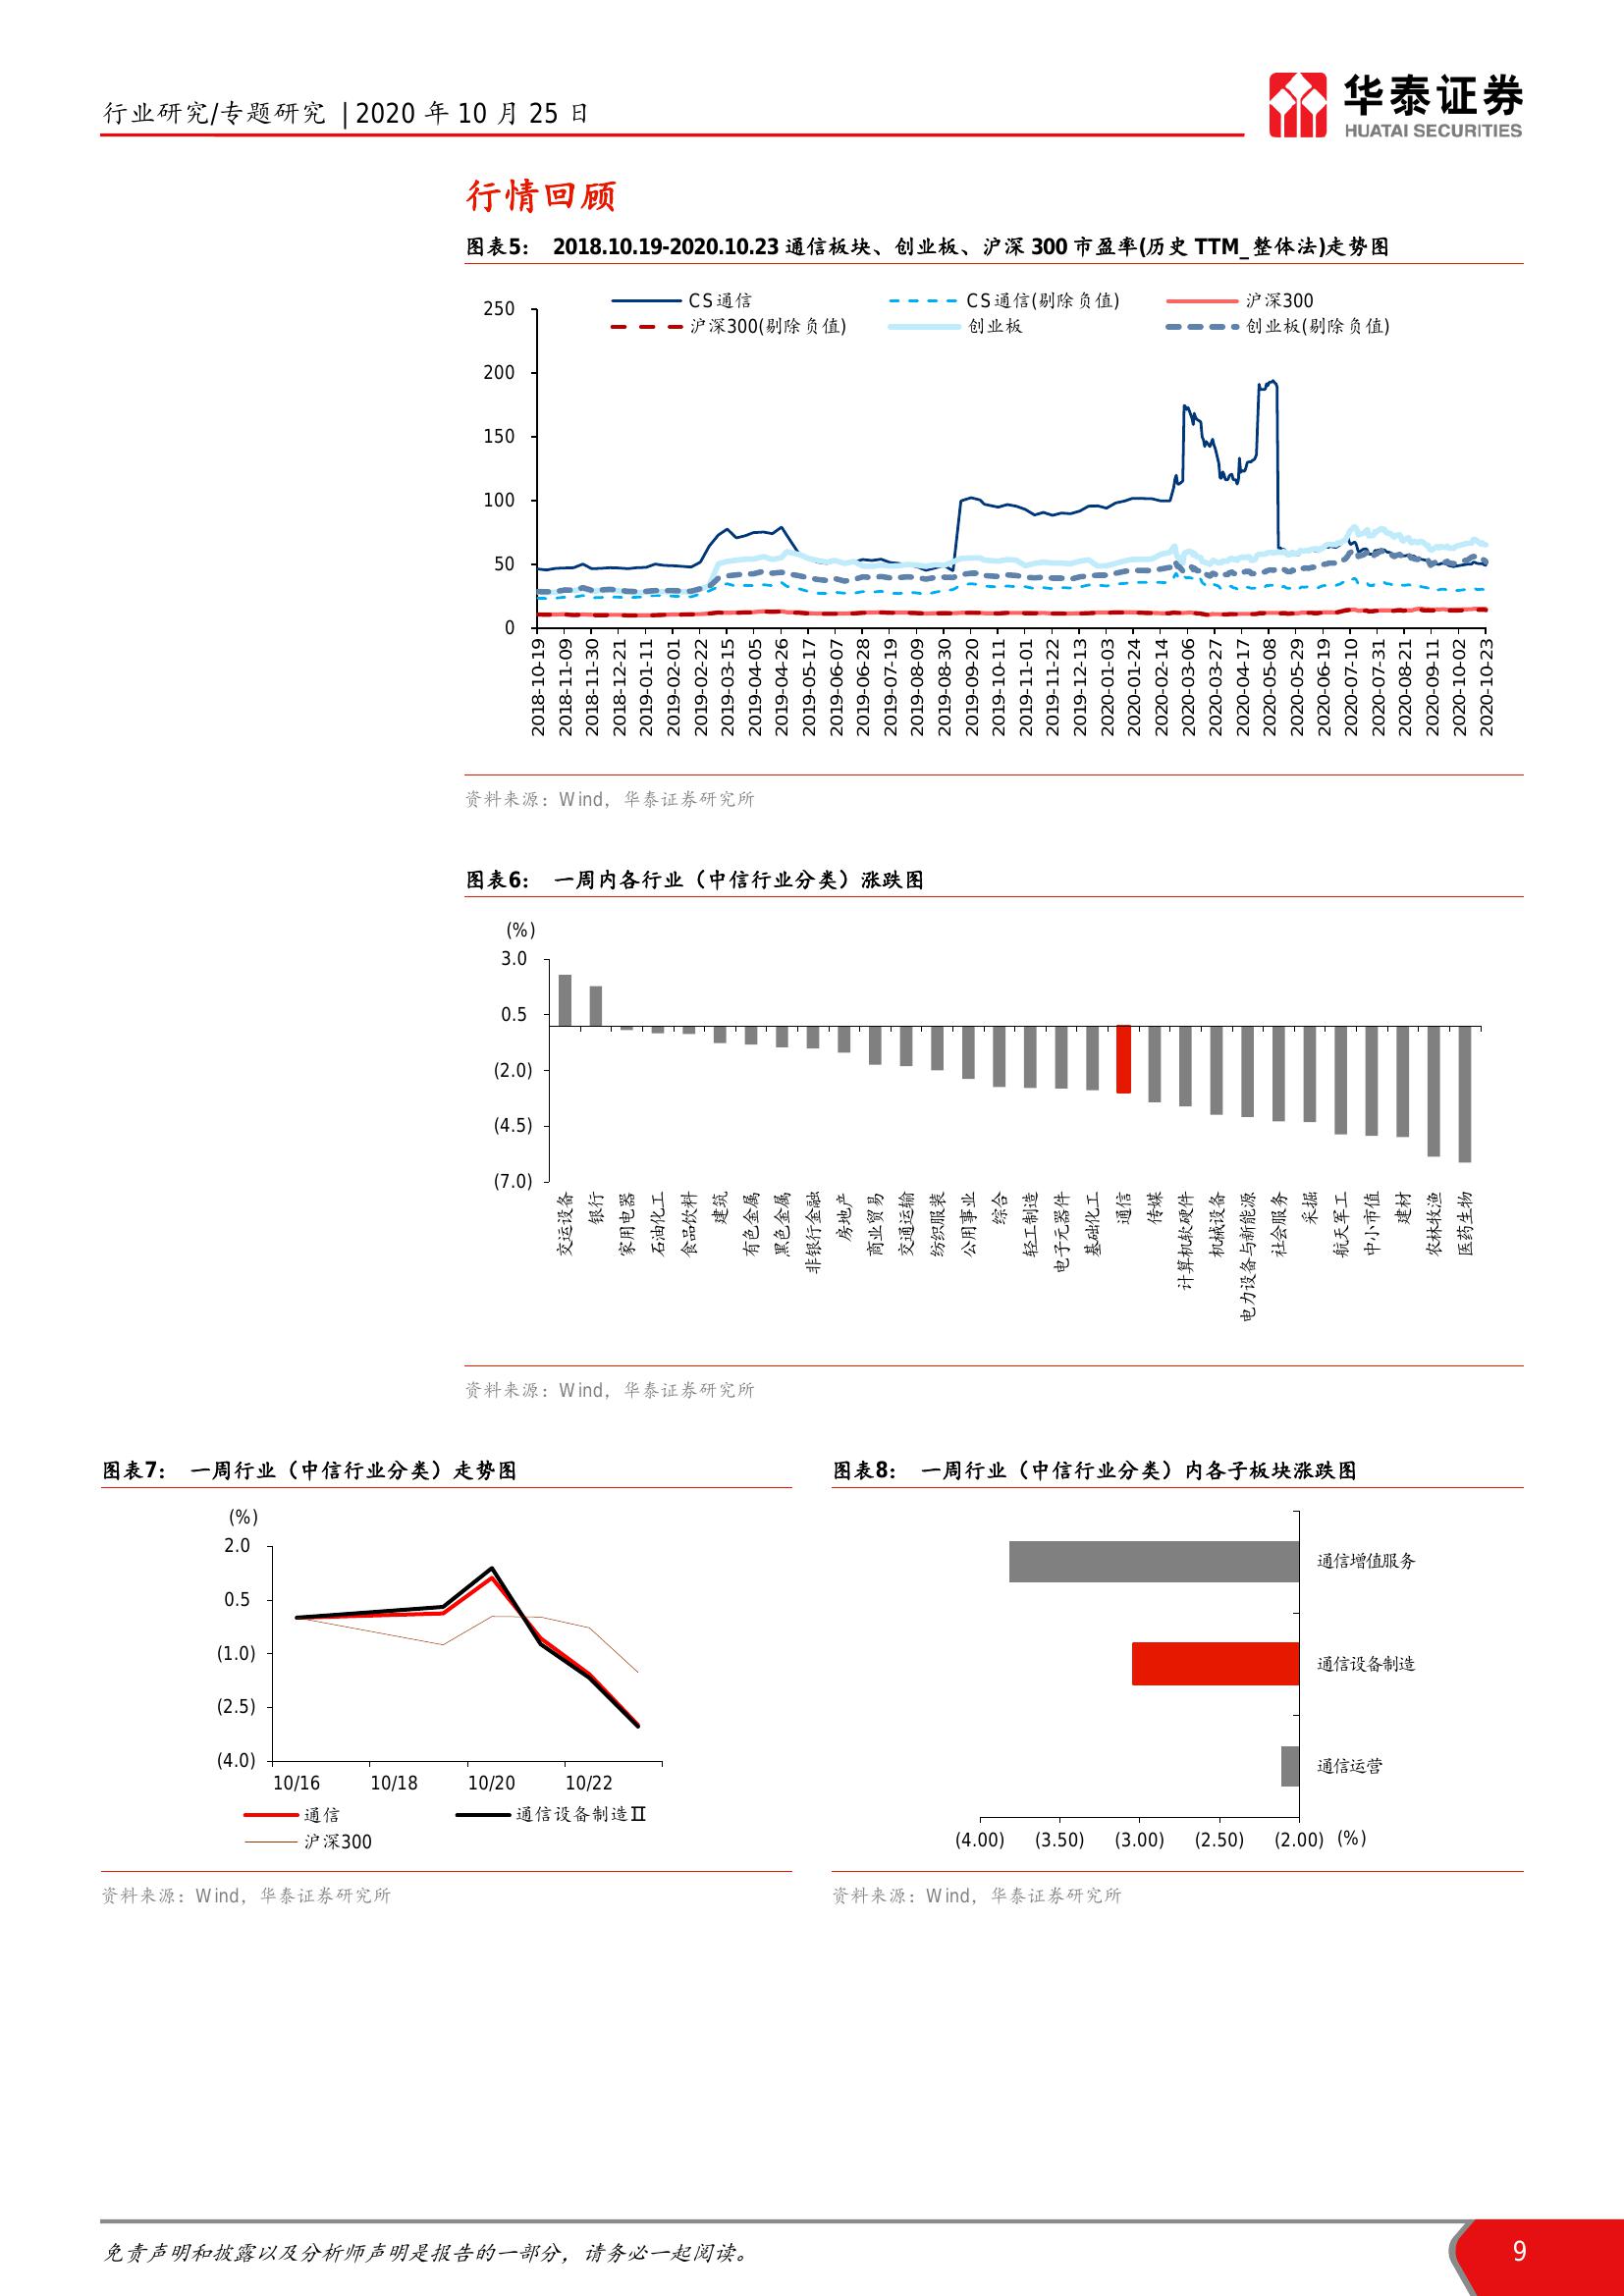 行业研究/专题研究 | 2020 年 10 月 25 日
华泰证券
HUATAI SECURITIES
行情回顾
图表5： 2018.10.19-2020.10.23 通信板块、创业板、沪深 300 市盈率(历史 TTM_整体法)走势图
CS通信
CS通信(剔除负值)
沪深300
沪深300(剔除负值)
创业板
创业板(剔除负值)
250
200
150
100
50
0
2018-10-19
2018-11-09
2018-11-30
2018-12-21
2019-01-11
2019-02-01
2019-02-22
2019-03-15
2019-04-05
2019-04-26
2019-05-17
2019-06-07
2019-06-28
2019-07-19
2019-08-09
2019-08-30
2019-09-20
2019-10-11
2019-11-01
2019-11-22
2019-12-13
2020-01-03
2020-01-24
2020-02-14
2020-03-06
2020-03-27
2020-04-17
2020-05-08
2020-05-29
2020-06-19
2020-07-10
2020-07-31
2020-08-21
2020-09-11
2020-10-02
2020-10-23
资料来源：Wind，华泰证券研究所
图表6： 一周内各行业（中信行业分类）涨跌图
(%)
3.0
0.5
(2.0)
(4.5)
(7.0)
交运设备
银行
家用电器
石油化工
食品饮料
建筑
有色金属
黑色金属
非银行金融
房地产
商业贸易
交通运输
纺织服装
公用事业
综合
轻工制造
电子元器件
基础化工
通信
传媒
计算机软硬件
机械设备
电力设备与新能源
社会服务
采掘
航天军工
中小市值
建材
农林牧渔
医药生物
资料来源：Wind，华泰证券研究所
图表7： 一周行业（中信行业分类）走势图
(%)
2.0
0.5
(1.0)
(2.5)
(4.0)
10/16
10/18
10/20
10/22
通信
通信设备制造Ⅱ
沪深300
资料来源：Wind，华泰证券研究所
图表8： 一周行业（中信行业分类）内各子板块涨跌图
通信增值服务
通信设备制造
通信运营
(4.00)
(3.50)
(3.00)
(2.50)
(2.00)
(%)
资料来源：Wind，华泰证券研究所
免责声明和披露以及分析师声明是报告的一部分，请务必一起阅读。
9